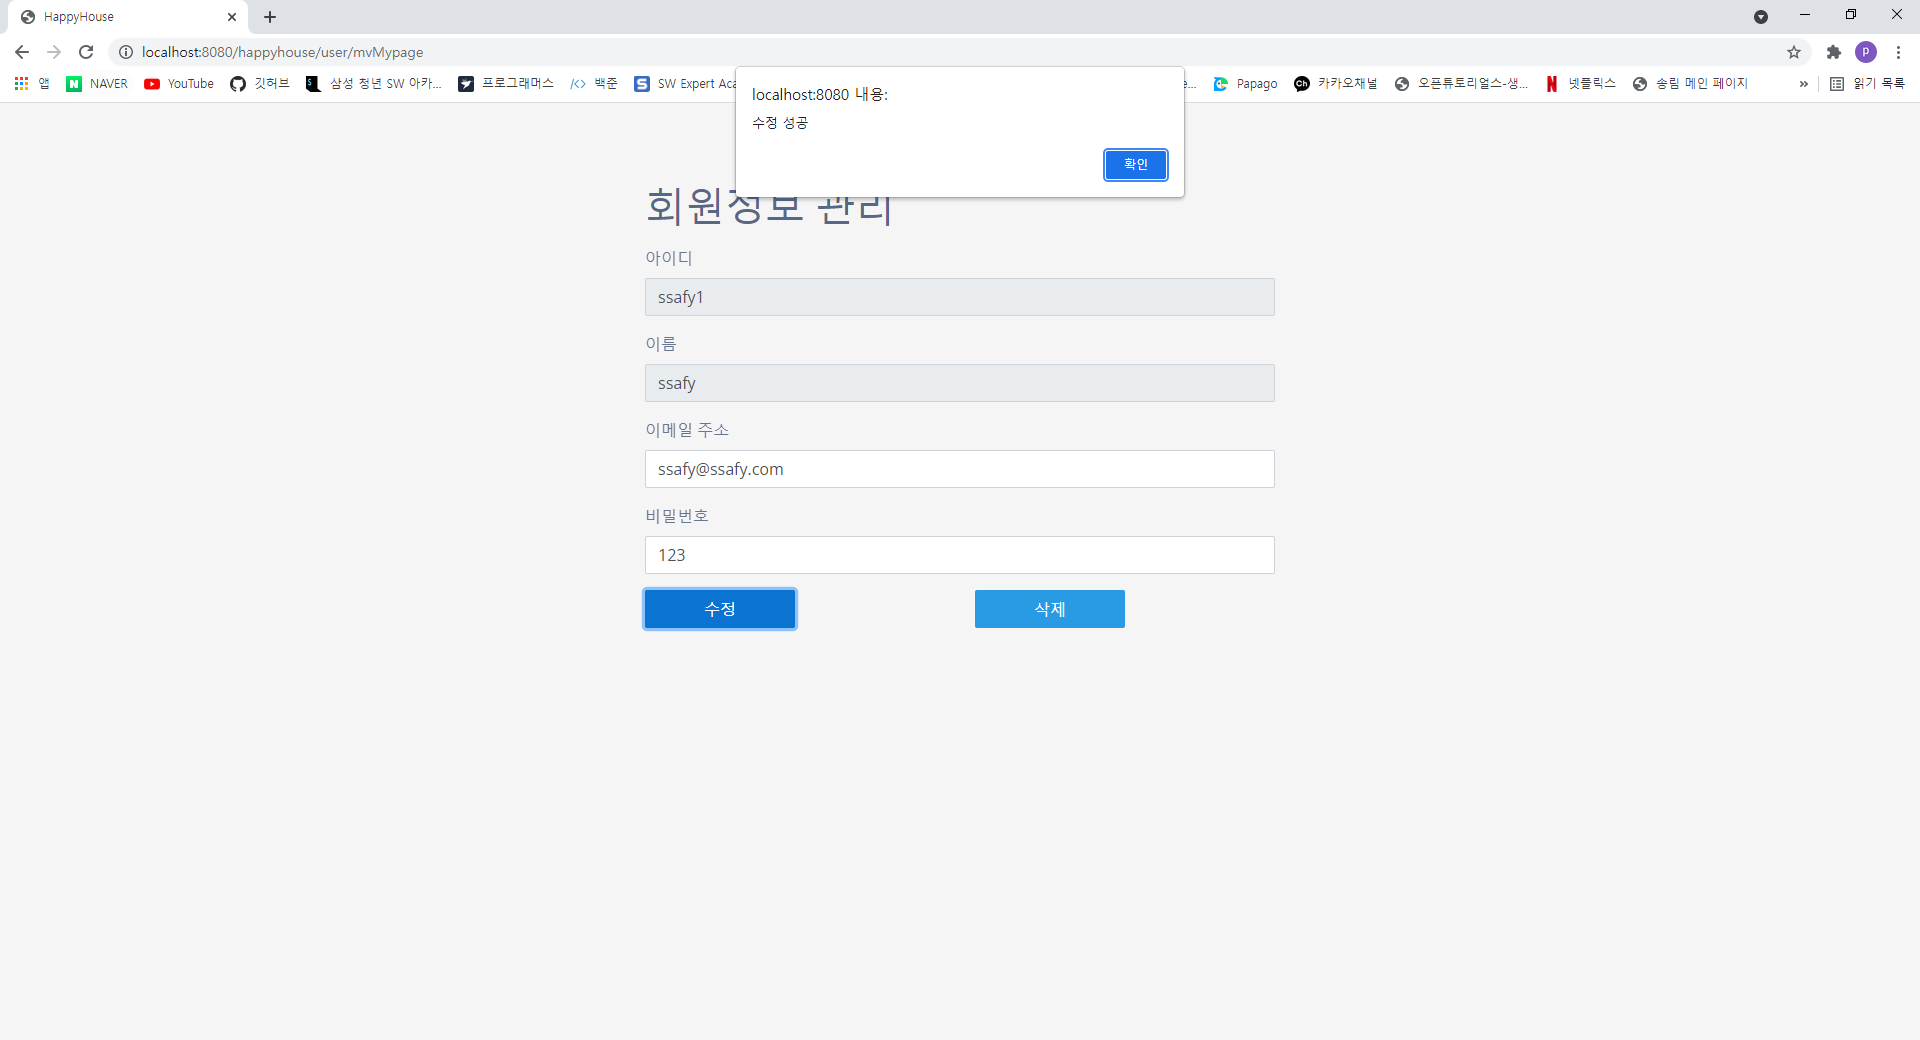 HappyHouse
localhost:8080/happyhouse/user/mvMypage
앱 NAVER YouTube 깃허브 삼성 청년 SW 아카... 프로그래머스 백준 SW Expert Aca e... Papago 카카오채널 오픈튜토리얼스-생... 넷플릭스 송림 메인 페이지 » 읽기 목록
localhost:8080 내용:
수정 성공
확인
회원정보 관리
아이디
ssafy1
이름
ssafy
이메일 주소
ssafy@ssafy.com
비밀번호
123
수정 삭제